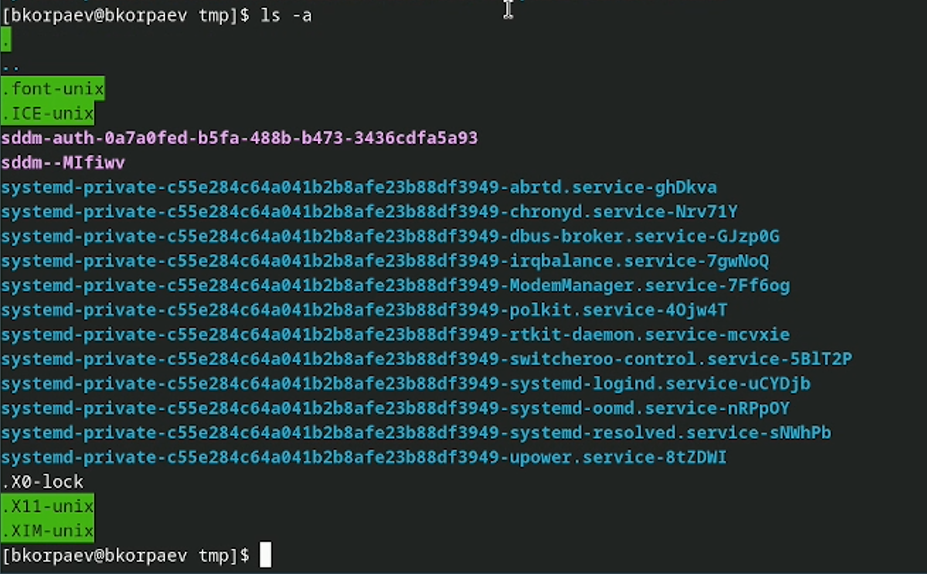 [bkorpaev@bkorpaev tmp]$ ls -a
.
..
.font-unix
.ICE-unix
sddm-auth-0a7a0fed-b5fa-488b-b473-3436cdfa5a93
sddm--MIfiwv
systemd-private-c55e284c64a041b2b8afe23b88df3949-abrtd.service-ghDkva
systemd-private-c55e284c64a041b2b8afe23b88df3949-chronyd.service-Nrv71Y
systemd-private-c55e284c64a041b2b8afe23b88df3949-dbus-broker.service-GJzp0G
systemd-private-c55e284c64a041b2b8afe23b88df3949-irqbalance.service-7gwNoQ
systemd-private-c55e284c64a041b2b8afe23b88df3949-ModemManager.service-7Ff6og
systemd-private-c55e284c64a041b2b8afe23b88df3949-polkit.service-4Ojw4T
systemd-private-c55e284c64a041b2b8afe23b88df3949-rtkit-daemon.service-mcvxie
systemd-private-c55e284c64a041b2b8afe23b88df3949-switcheroo-control.service-5BlT2P
systemd-private-c55e284c64a041b2b8afe23b88df3949-systemd-logind.service-uCYDjb
systemd-private-c55e284c64a041b2b8afe23b88df3949-systemd-oomd.service-nRPpOY
systemd-private-c55e284c64a041b2b8afe23b88df3949-systemd-resolved.service-sNWhPb
systemd-private-c55e284c64a041b2b8afe23b88df3949-upower.service-8tZDWI
.X0-lock
.X11-unix
.XIM-unix
[bkorpaev@bkorpaev tmp]$